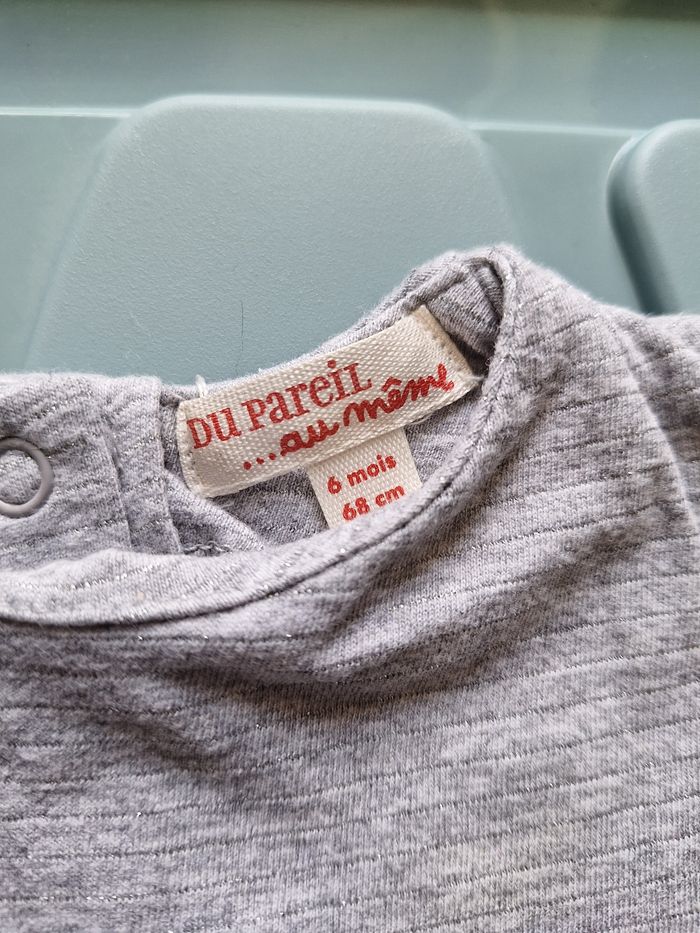 DU PAREIL
...au même
6 mois
68 cm